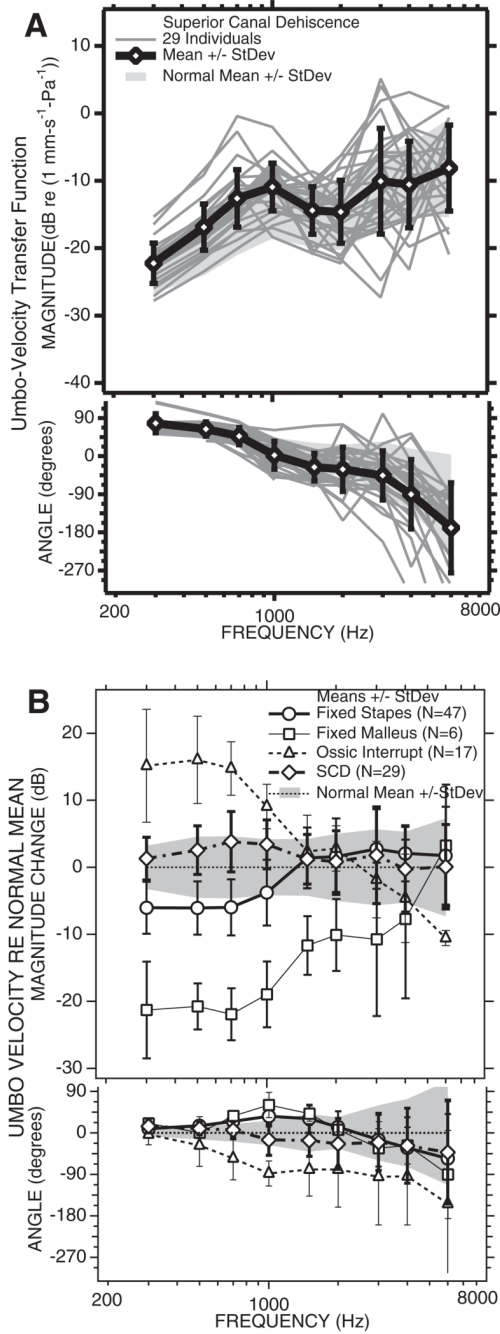 A
Superior Canal Dehiscence
29 Individuals
Mean +/- StDev
Normal Mean +/- StDev
Umbo-Velocity Transfer Function
MAGNITUDE(dB re (1 mm-s⁻¹-Pa⁻¹))
10
0
-10
-20
-30
-40
ANGLE (degrees)
90
0
-90
-180
-270
200
1000
8000
FREQUENCY (Hz)
B
Means +/- StDev
Fixed Stapes (N=47)
Fixed Malleus (N=6)
Ossic Interrupt (N=17)
SCD (N=29)
Normal Mean +/-StDev
UMBO VELOCITY RE NORMAL MEAN
MAGNITUDE CHANGE (dB)
20
10
0
-10
-20
-30
ANGLE (degrees)
90
0
-90
-180
-270
200
1000
8000
FREQUENCY (Hz)